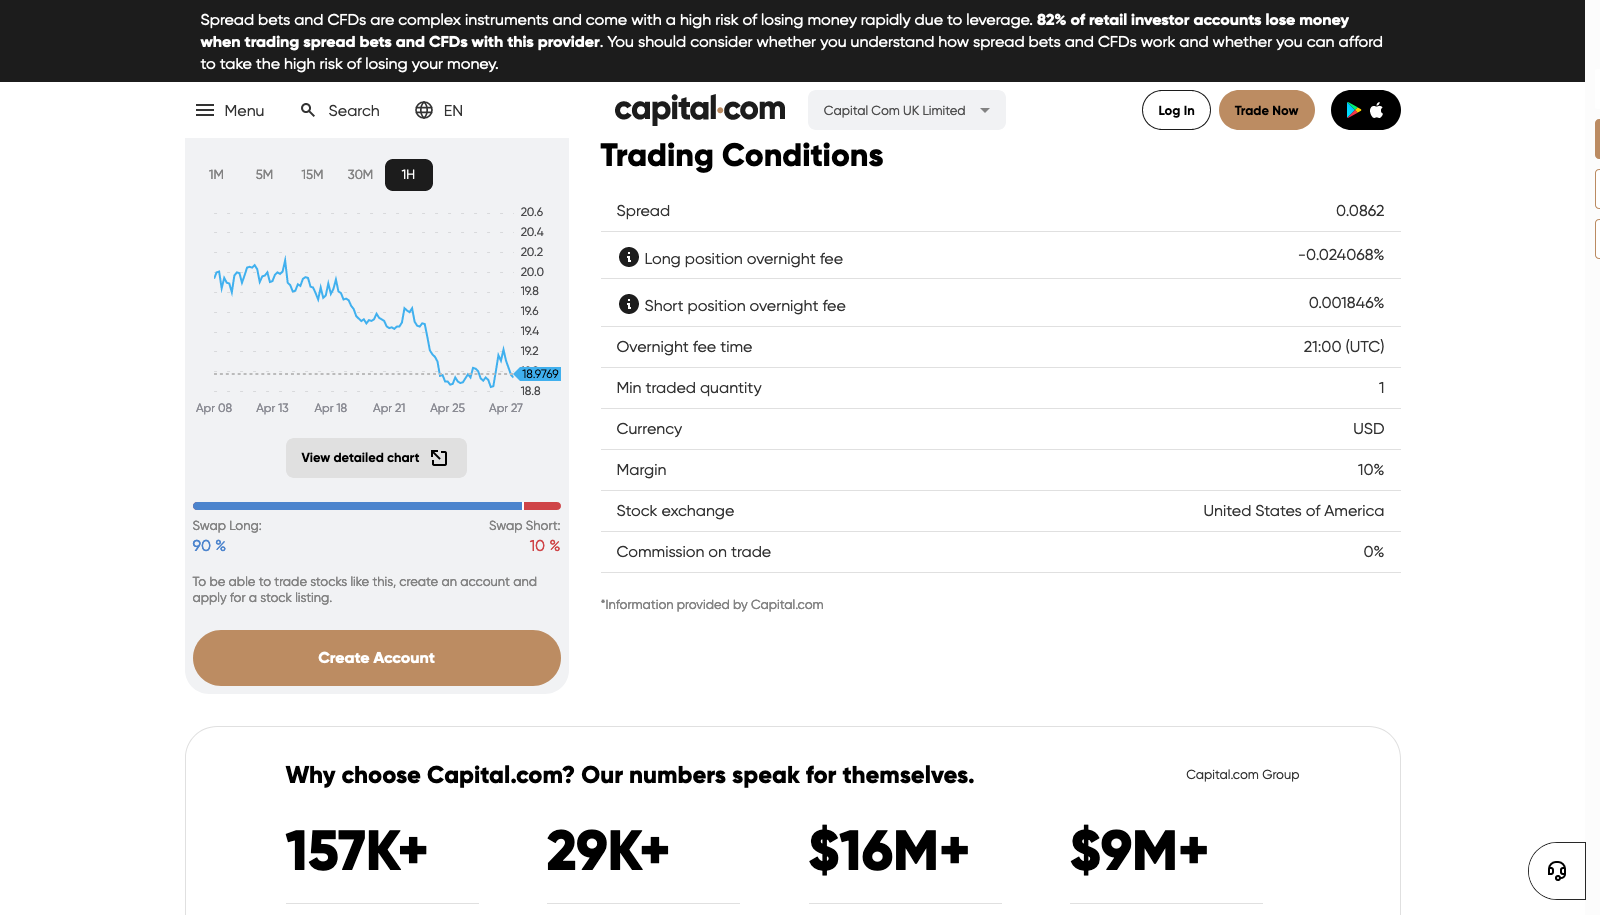 Spread bets and CFDs are complex instruments and come with a high risk of losing money rapidly due to leverage. 82% of retail investor accounts lose money
when trading spread bets and CFDs with this provider. You should consider whether you understand how spread bets and CFDs work and whether you can afford
to take the high risk of losing your money.
Menu
Search
EN
capital.com
Capital Com UK Limited
Log In
Trade Now
1M
5M
15M
30M
1H
20.6
20.4
20.2
20.0
19.8
19.6
19.4
19.2
18.9769
18.8
Apr 08
Apr 13
Apr 18
Apr 21
Apr 25
Apr 27
View detailed chart
Swap Long:
90 %
Swap Short:
10 %
To be able to trade stocks like this, create an account and
apply for a stock listing.
Create Account
Trading Conditions
Spread
0.0862
Long position overnight fee
-0.024068%
Short position overnight fee
0.001846%
Overnight fee time
21:00 (UTC)
Min traded quantity
1
Currency
USD
Margin
10%
Stock exchange
United States of America
Commission on trade
0%
*Information provided by Capital.com
Why choose Capital.com? Our numbers speak for themselves.
Capital.com Group
157K+
29K+
$16M+
$9M+